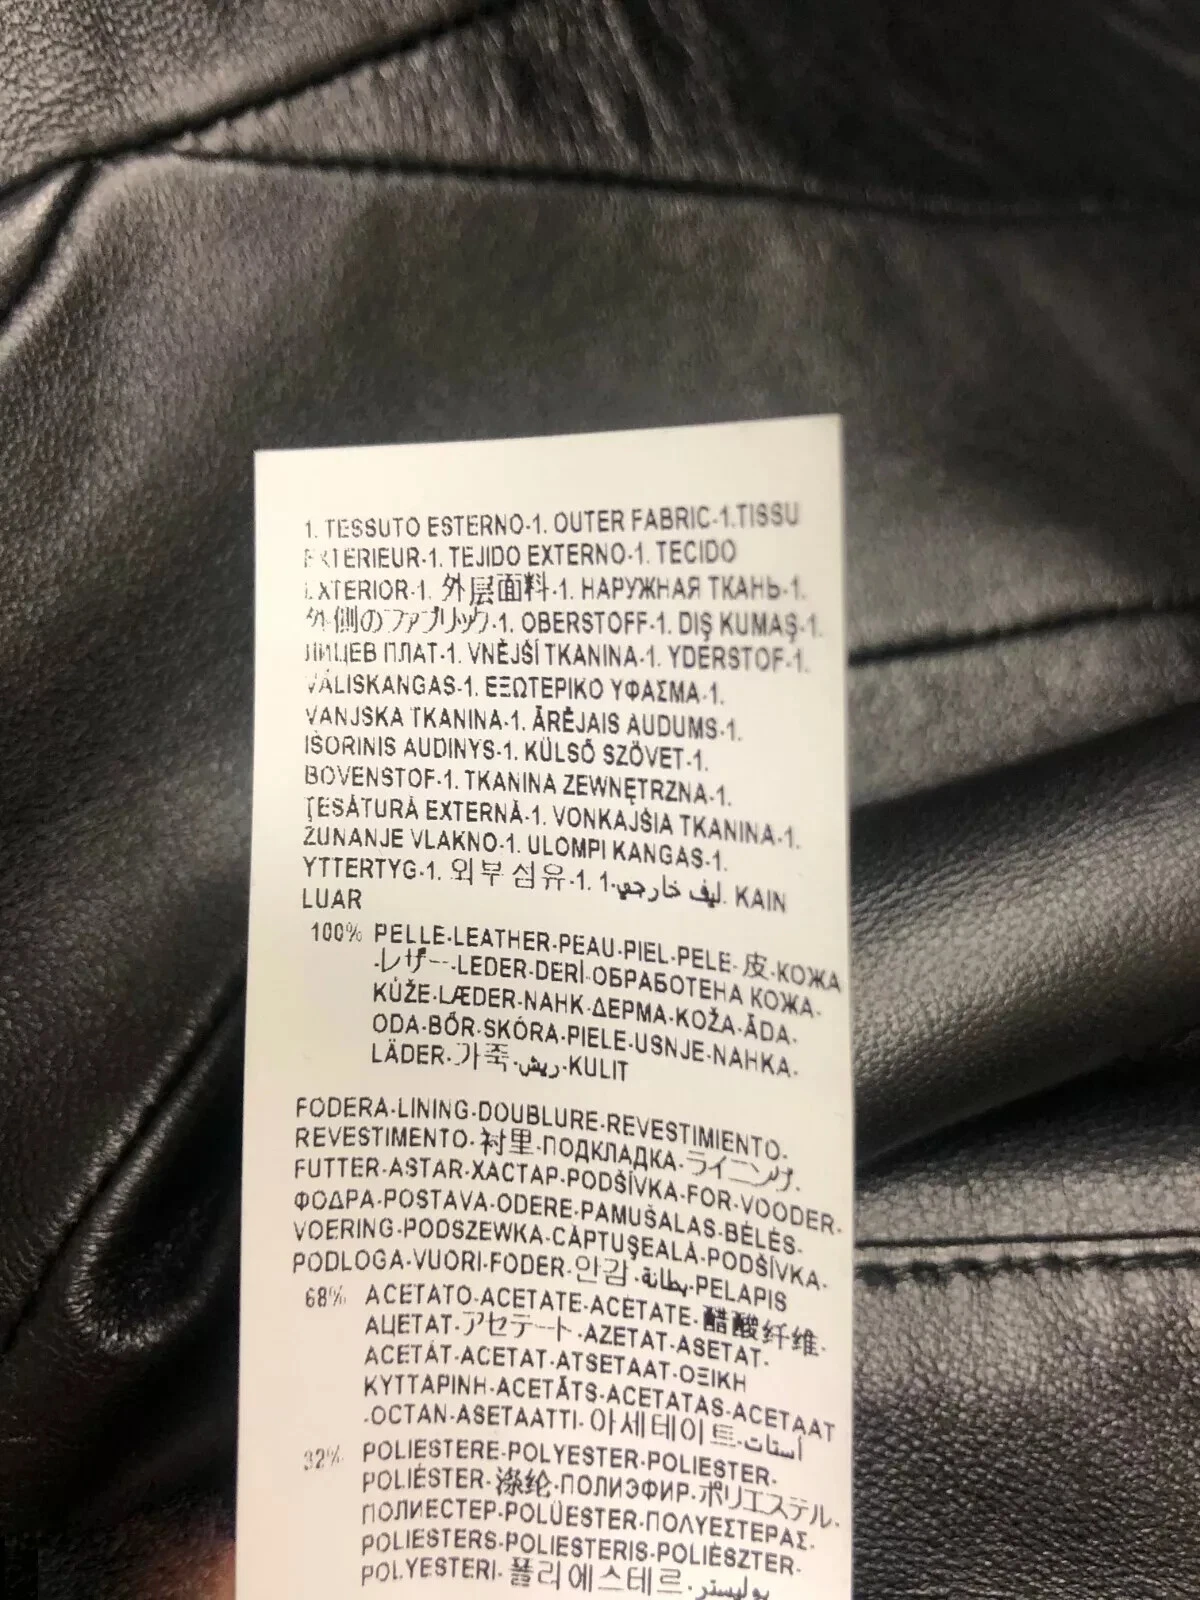 1. TESSUTO ESTERNO-1. OUTER FABRIC-1.TISSU
EXTERIEUR-1. TEJIDO EXTERNO-1. TECIDO
EXTERIOR-1. 外层面料-1. НАРУЖНАЯ ТКАНЬ-1.
外側のファブリック-1. OBERSTOFF-1. DIŞ KUMAŞ-1.
ЛИЦЕВ ПЛАТ-1. VNĚJŠÍ TKANINA-1. YDERSTOF-1.
VÄLISKANGAS-1. ΕΞΩΤΕΡΙΚΟ ΥΦΑΣΜΑ-1.
VANJSKA TKANINA-1. ĀRĒJAIS AUDUMS-1.
IŠORINIS AUDINYS-1. KÜLSŐ SZÖVET-1.
BOVENSTOF-1. TKANINA ZEWNĘTRZNA-1.
ȚESĂTURĂ EXTERNĂ-1. VONKAJŠIA TKANINA-1.
ZUNANJE VLAKNO-1. ULOMPI KANGAS-1.
YTTERTYG-1. 외부 섬유-1. 1-ليف خارجي. KAIN
LUAR
100% PELLE-LEATHER-PEAU-PIEL-PELE-皮-КОЖА
-レザー-LEDER-DERİ-ОБРАБОТЕНА КОЖА-
KŮŽE-LÆDER-NAHK-ΔΕΡΜΑ-KOŽA-ĀDA-
ODA-BŐR-SKÓRA-PIELE-USNJE-NAHKA-
LÄDER-가죽-ريش-KULIT
FODERA-LINING-DOUBLURE-REVESTIMIENTO-
REVESTIMENTO-衬里-ПОДКЛАДКА-ライニング-
FUTTER-ASTAR-ХАСТАР-PODŠÍVKA-FOR-VOODER-
ΦΟΔΡΑ-POSTAVA-ODERE-PAMUŠALAS-BÉLÉS-
VOERING-PODSZEWKA-CĂPTUŞEALĂ-PODŠÍVKA-
PODLOGA-VUORI-FODER-안감-بطانة-PELAPIS
68% ACETATO-ACETATE-ACÉTATE-醋酸纤维-
АЦЕТАТ-アセテート-AZETAT-ASETAT-
ACETÁT-ACETAT-ATSETAAT-ΟΞΙΚΗ
ΚΥΤΤΑΡΙΝΗ-ACETĀTS-ACETATAS-ACETAAT
-OCTAN-ASETAATTI-아세테이트-أستات
32% POLIESTERE-POLYESTER-POLIESTER-
POLIÉSTER-涤纶-ПОЛИЭФИР-ポリエステル-
ПОЛИЕСТЕР-POLÜESTER-ΠΟΛΥΕΣΤΕΡΑΣ-
POLIESTERS-POLIESTERIS-POLIÉSZTER-
POLYESTERI-폴리에스테르-بوليستر